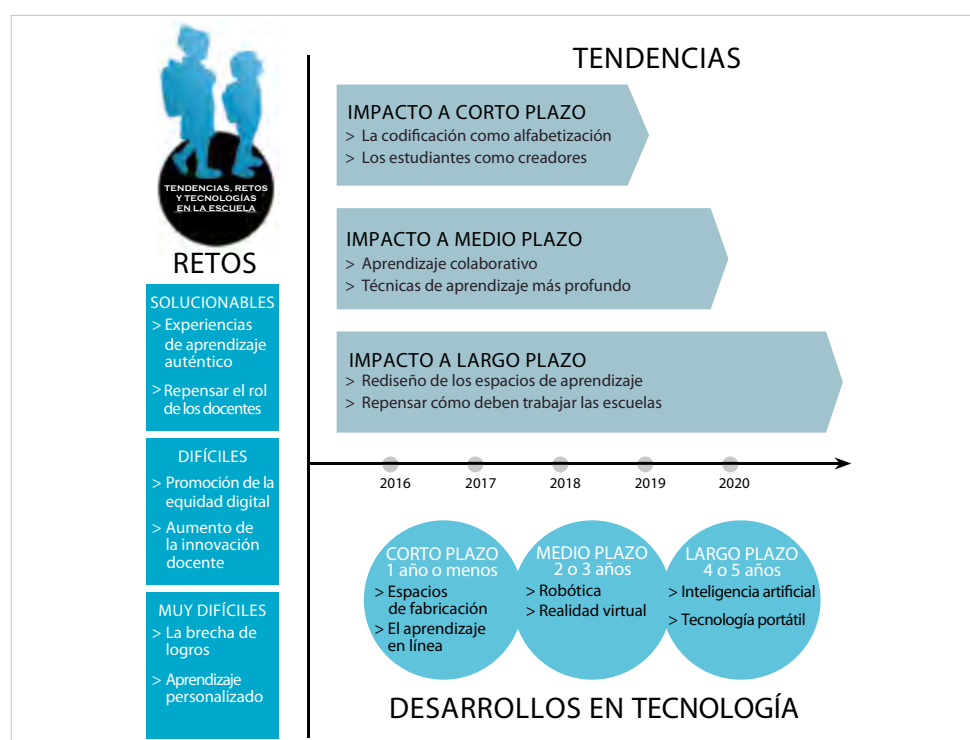 TENDENCIAS, RETOS
Y TECNOLOGÍAS
EN LA ESCUELA
RETOS
SOLUCIONABLES
> Experiencias
de aprendizaje
auténtico
> Repensar el rol
de los docentes
DIFÍCILES
> Promoción de la
equidad digital
> Aumento de
la innovación
docente
MUY DIFÍCILES
> La brecha de
logros
> Aprendizaje
personalizado
TENDENCIAS
IMPACTO A CORTO PLAZO
> La codificación como alfabetización
> Los estudiantes como creadores
IMPACTO A MEDIO PLAZO
> Aprendizaje colaborativo
> Técnicas de aprendizaje más profundo
IMPACTO A LARGO PLAZO
> Rediseño de los espacios de aprendizaje
> Repensar cómo deben trabajar las escuelas
2016 2017 2018 2019 2020
CORTO PLAZO
1 año o menos
> Espacios
de fabricación
> El aprendizaje
en línea
MEDIO PLAZO
2 o 3 años
> Robótica
> Realidad virtual
LARGO PLAZO
4 o 5 años
> Inteligencia artificial
> Tecnología portátil
DESARROLLOS EN TECNOLOGÍA